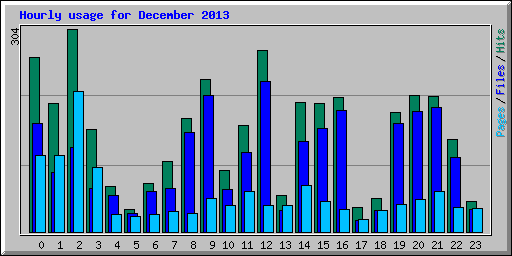 Hourly usage for December 2013
304
Pages / Files / Hits
0 1 2 3 4 5 6 7 8 9 10 11 12 13 14 15 16 17 18 19 20 21 22 23